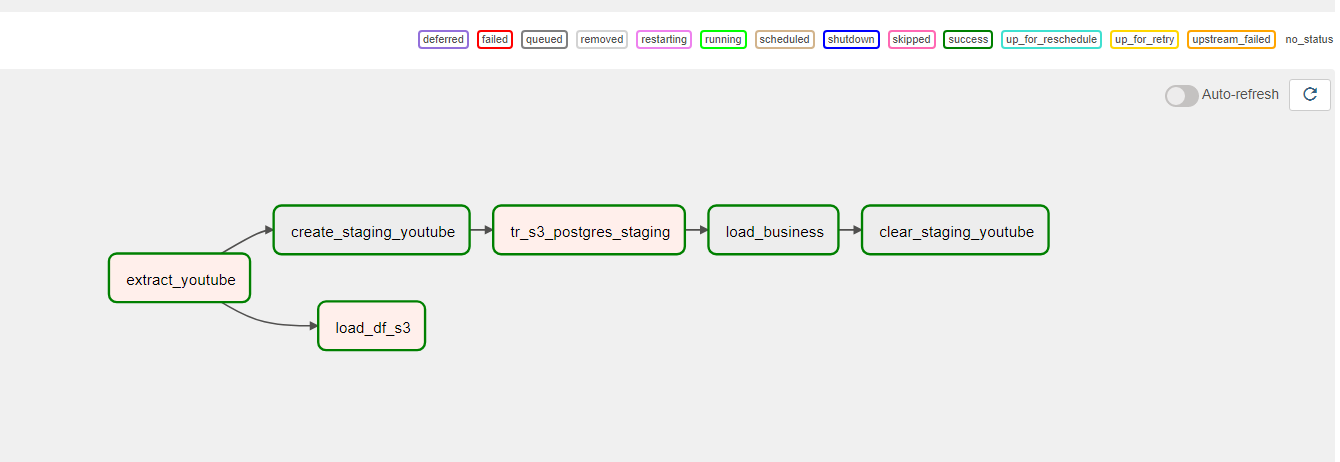 deferred failed queued removed restarting running scheduled shutdown skipped success up_for_reschedule up_for_retry upstream_failed no_status
Auto-refresh
create_staging_youtube tr_s3_postgres_staging load_business clear_staging_youtube
extract_youtube
load_df_s3